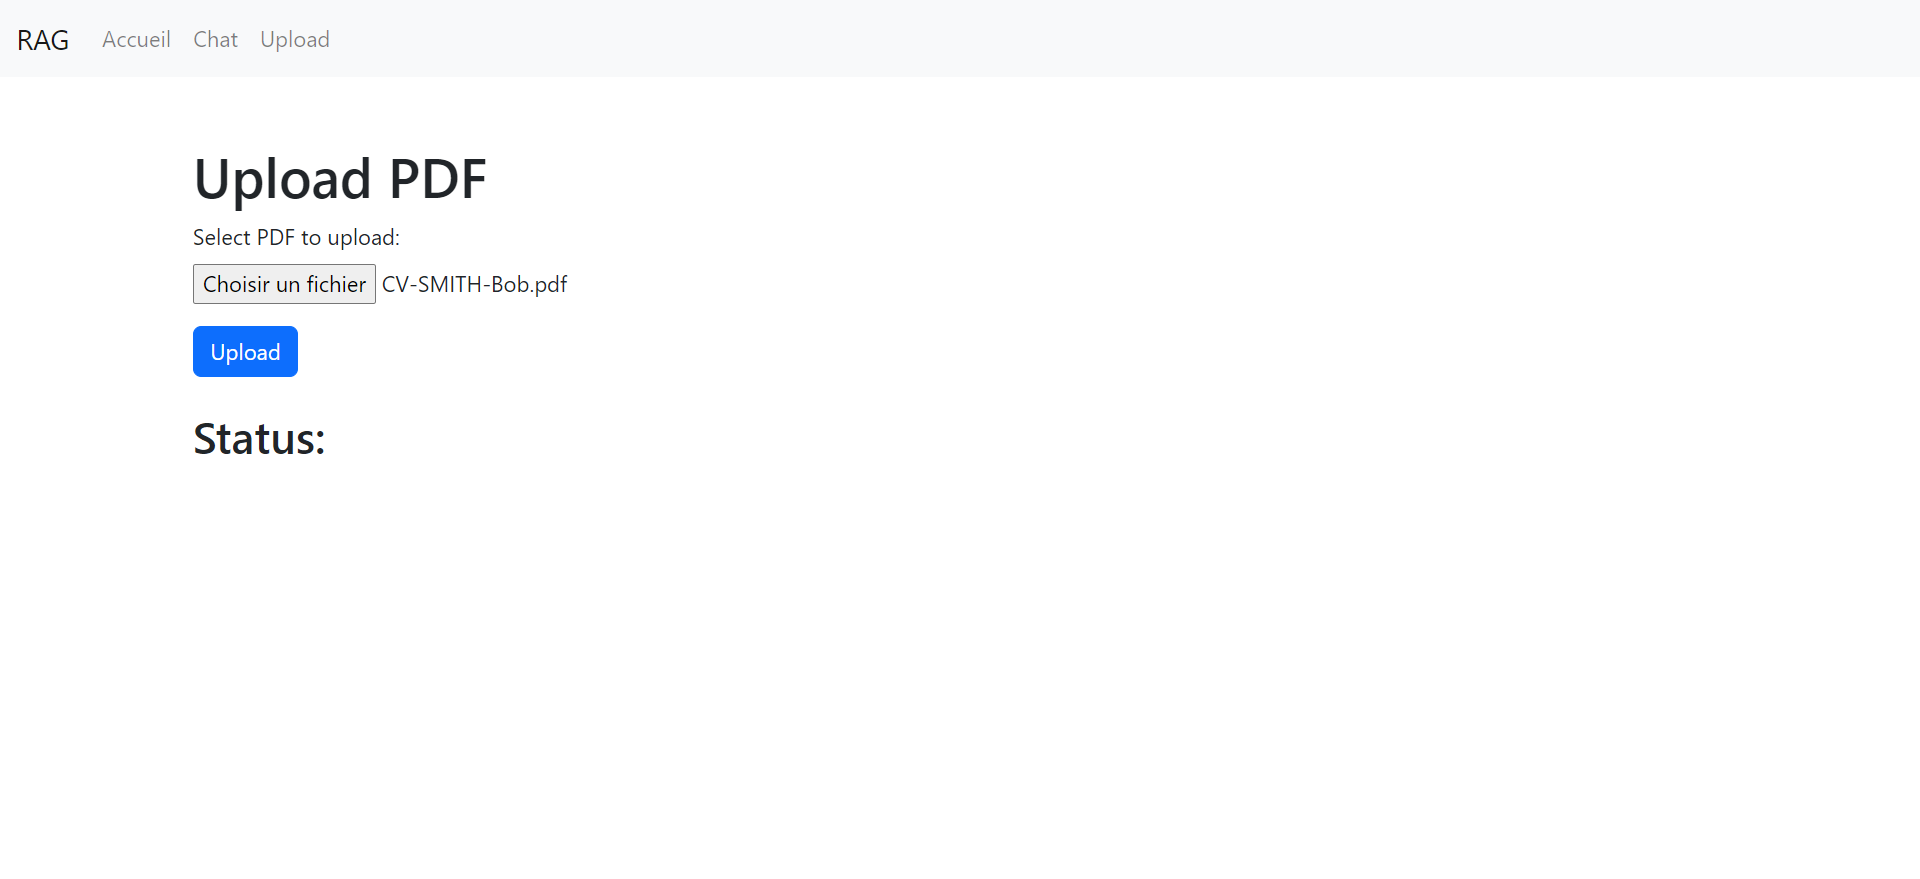 RAG Accueil Chat Upload
Upload PDF
Select PDF to upload:
Choisir un fichier CV-SMITH-Bob.pdf
Upload
Status: